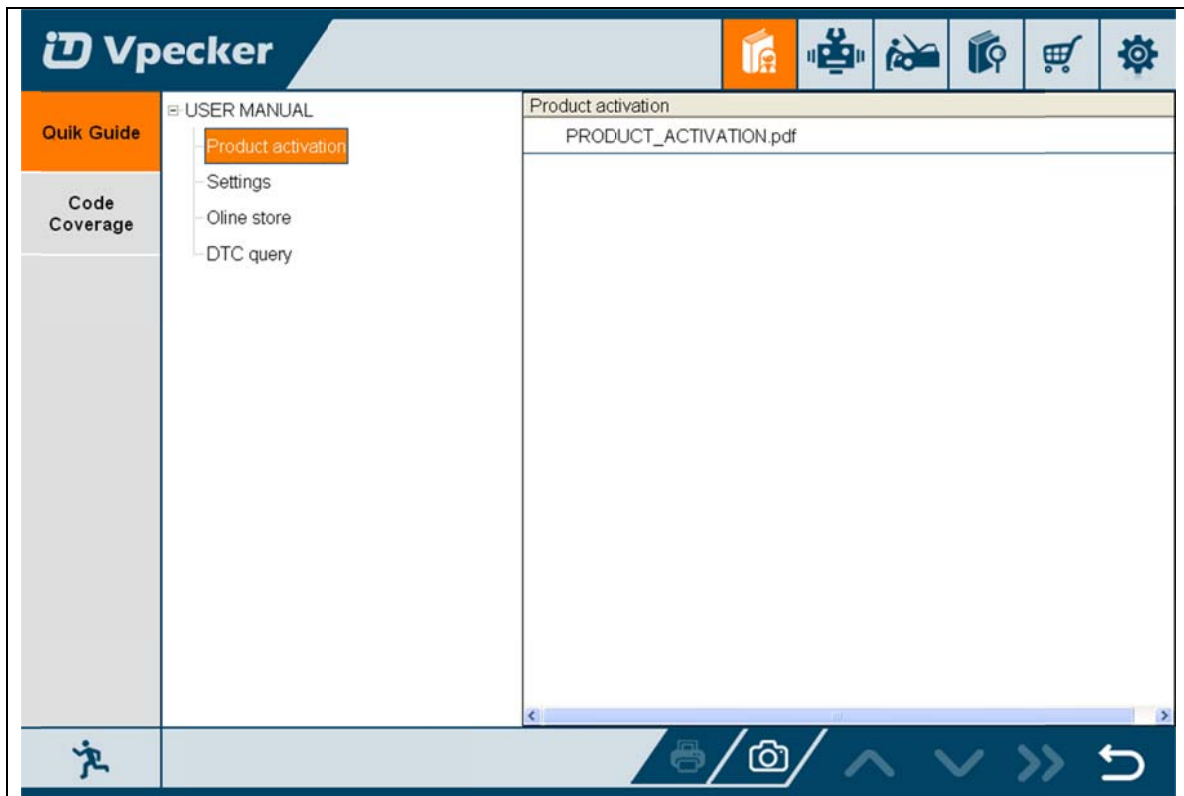 Vpecker
Quik Guide
Code
Coverage
USER MANUAL
Product activation
Settings
Oline store
DTC query
Product activation
PRODUCT_ACTIVATION.pdf